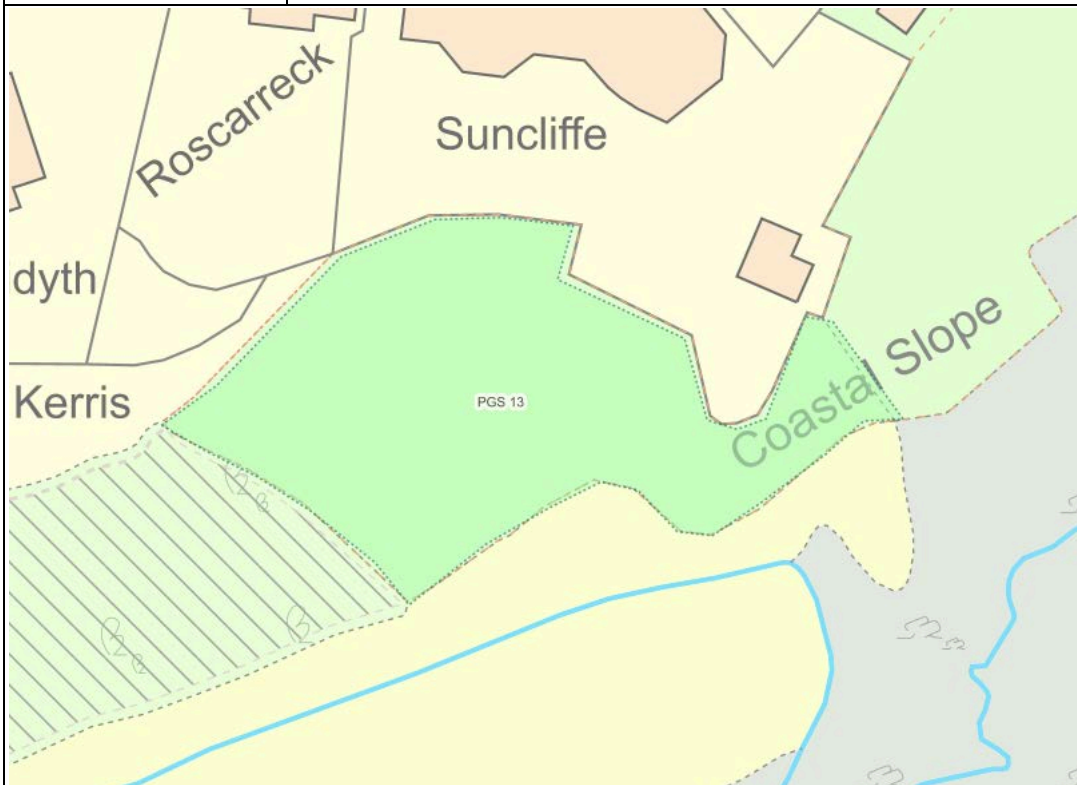 Roscarreck
Suncliffe
dyth
Kerris
PGS 13
Coastal Slope